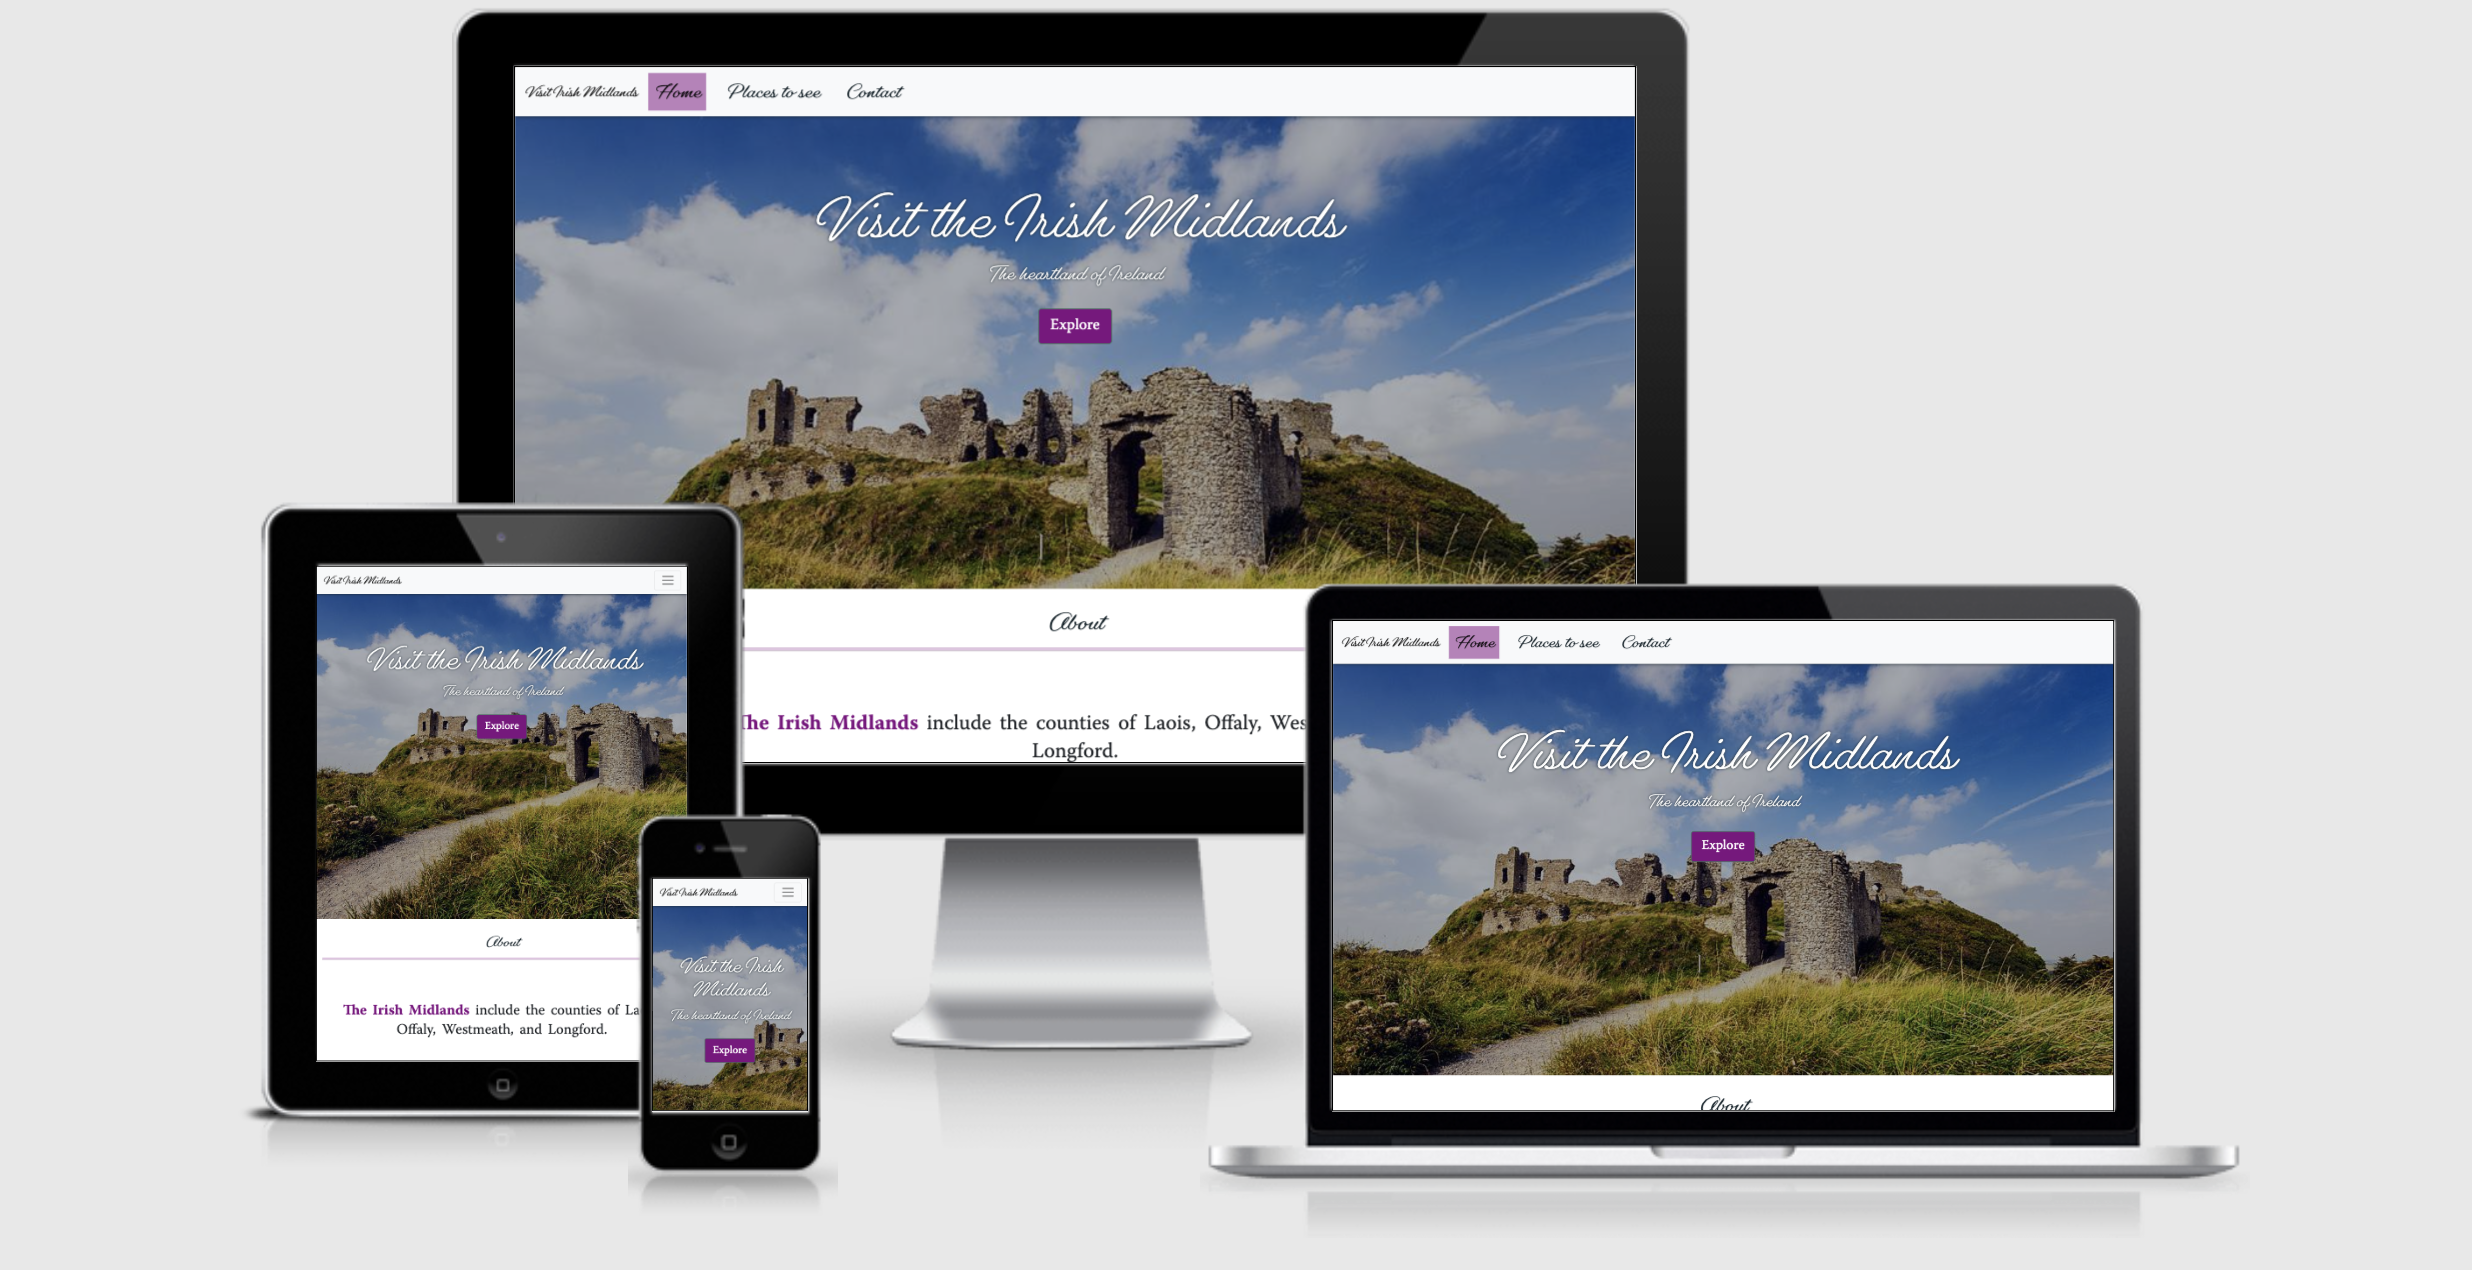 Visit Irish Midlands Home Places to see Contact
Visit the Irish Midlands
The heartland of Ireland
Explore
About
The Irish Midlands include the counties of Laois, Offaly, Wes
Longford.
Visit Irish Midlands
Visit the Irish Midlands
The heartland of Ireland
Explore
About
The Irish Midlands include the counties of La
Offaly, Westmeath, and Longford.
Visit Irish Midlands
Visit the Irish
Midlands
The heartland of Ireland
Explore
Visit Irish Midlands Home Places to see Contact
Visit the Irish Midlands
The heartland of Ireland
Explore
About